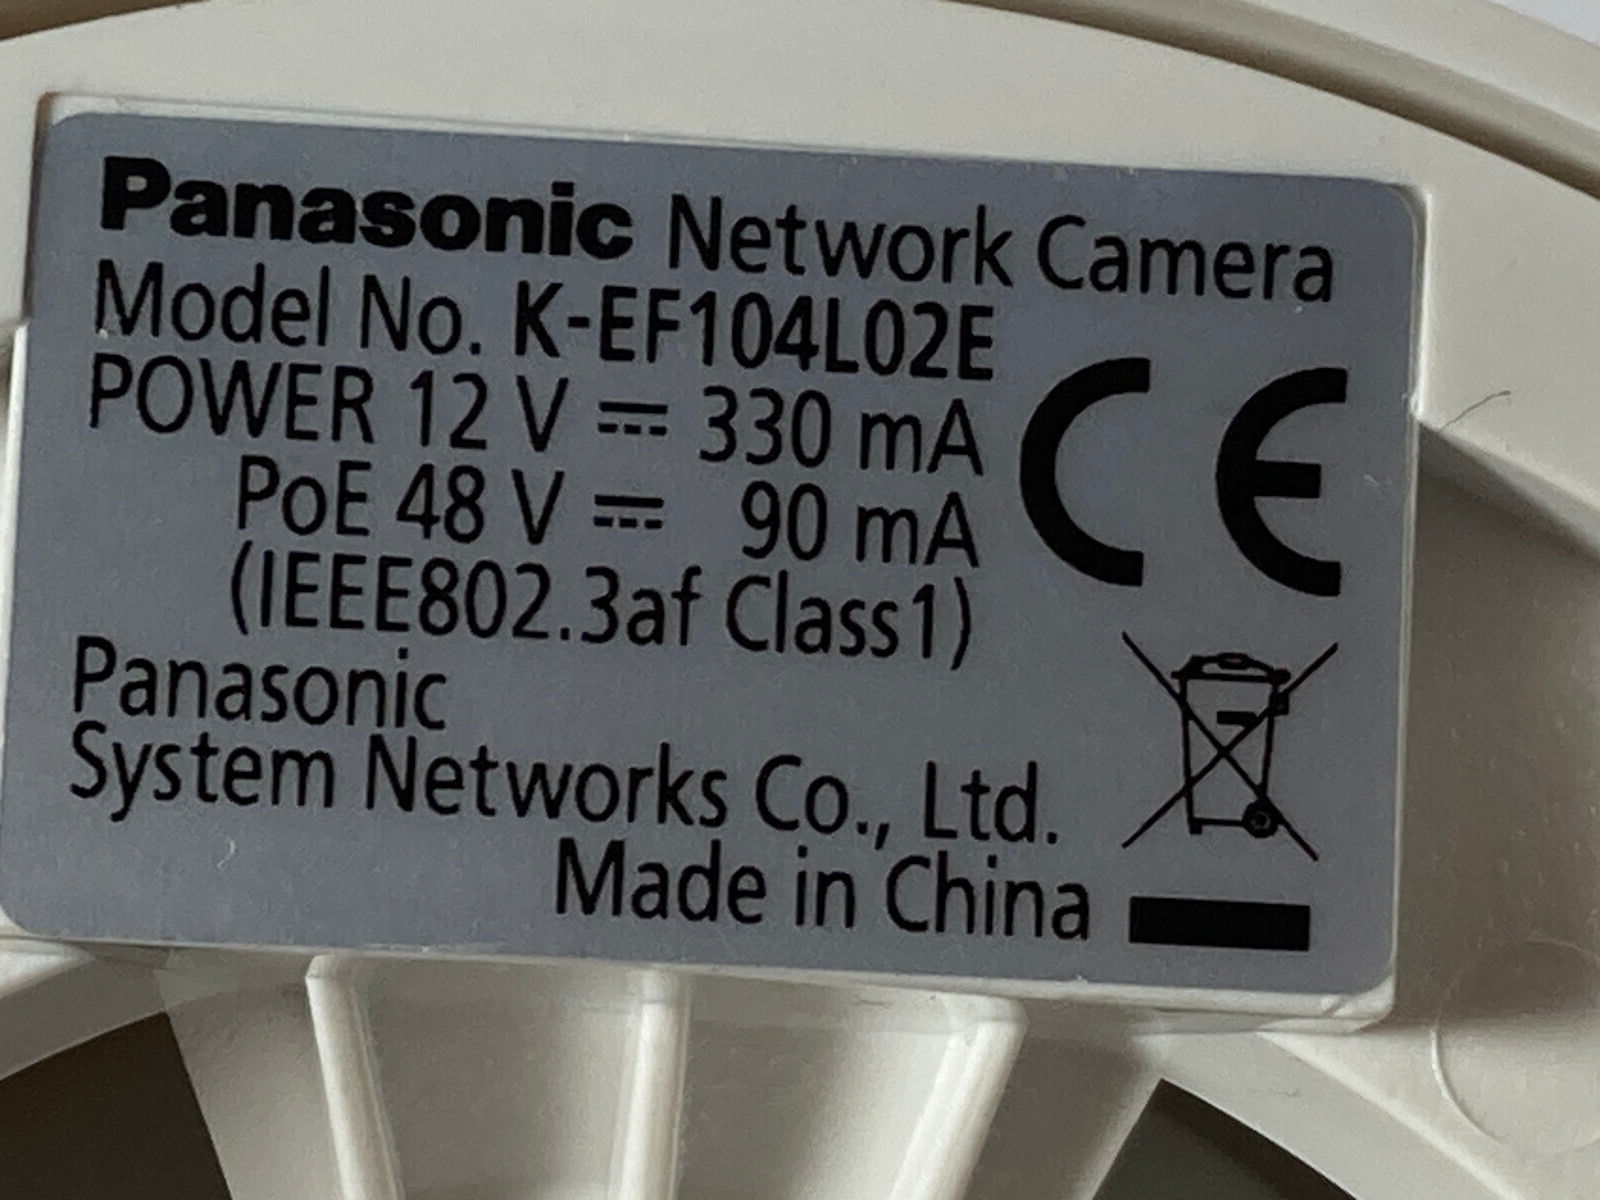 Panasonic Network Camera
Model No. K-EF104L02E
POWER 12 V ⎓ 330 mA
PoE 48 V ⎓ 90 mA
(IEEE802.3af Class1)
Panasonic
System Networks Co., Ltd.
Made in China
CE